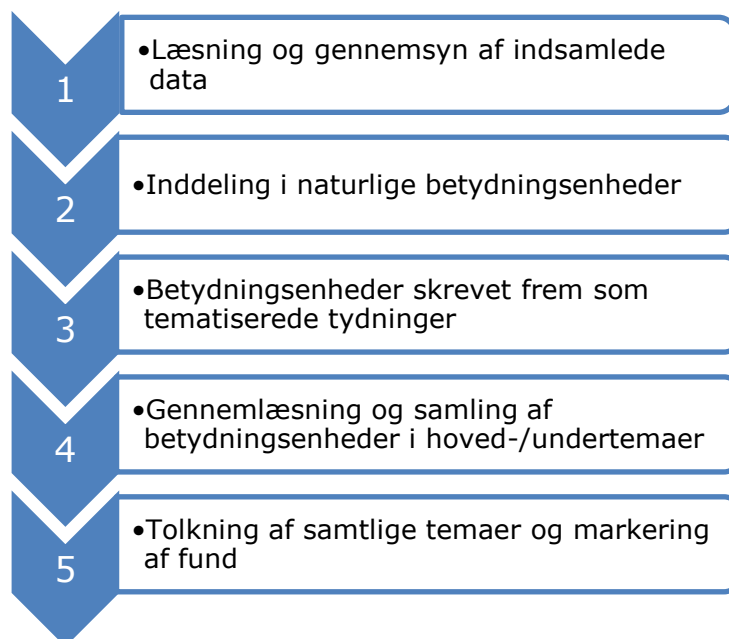 1
•Læsning og gennemsyn af indsamlede
data
2
•Inddeling i naturlige betydningsenheder
3
•Betydningsenheder skrevet frem som
tematiserede tydninger
4
•Gennemlæsning og samling af
betydningsenheder i hoved-/undertemaer
5
•Tolkning af samtlige temaer og markering
af fund